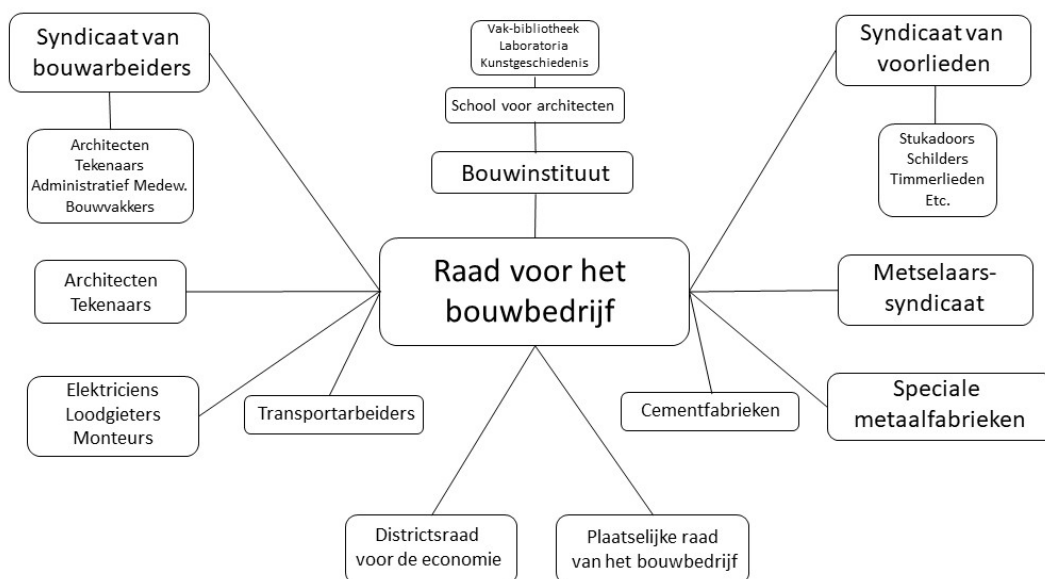 Syndicaat van
bouwarbeiders
Architecten
Tekenaars
Administratief Medew.
Bouwvakkers
Vak-bibliotheek
Laboratoria
Kunstgeschiedenis
School voor architecten
Bouwinstituut
Syndicaat van
voorlieden
Stukadoors
Schilders
Timmerlieden
Etc.
Raad voor het
bouwbedrijf
Architecten
Tekenaars
Metselaars-
syndicaat
Elektriciens
Loodgieters
Monteurs
Transportarbeiders
Cementfabrieken
Speciale
metaalfabrieken
Districtsraad
voor de economie
Plaatselijke raad
van het bouwbedrijf